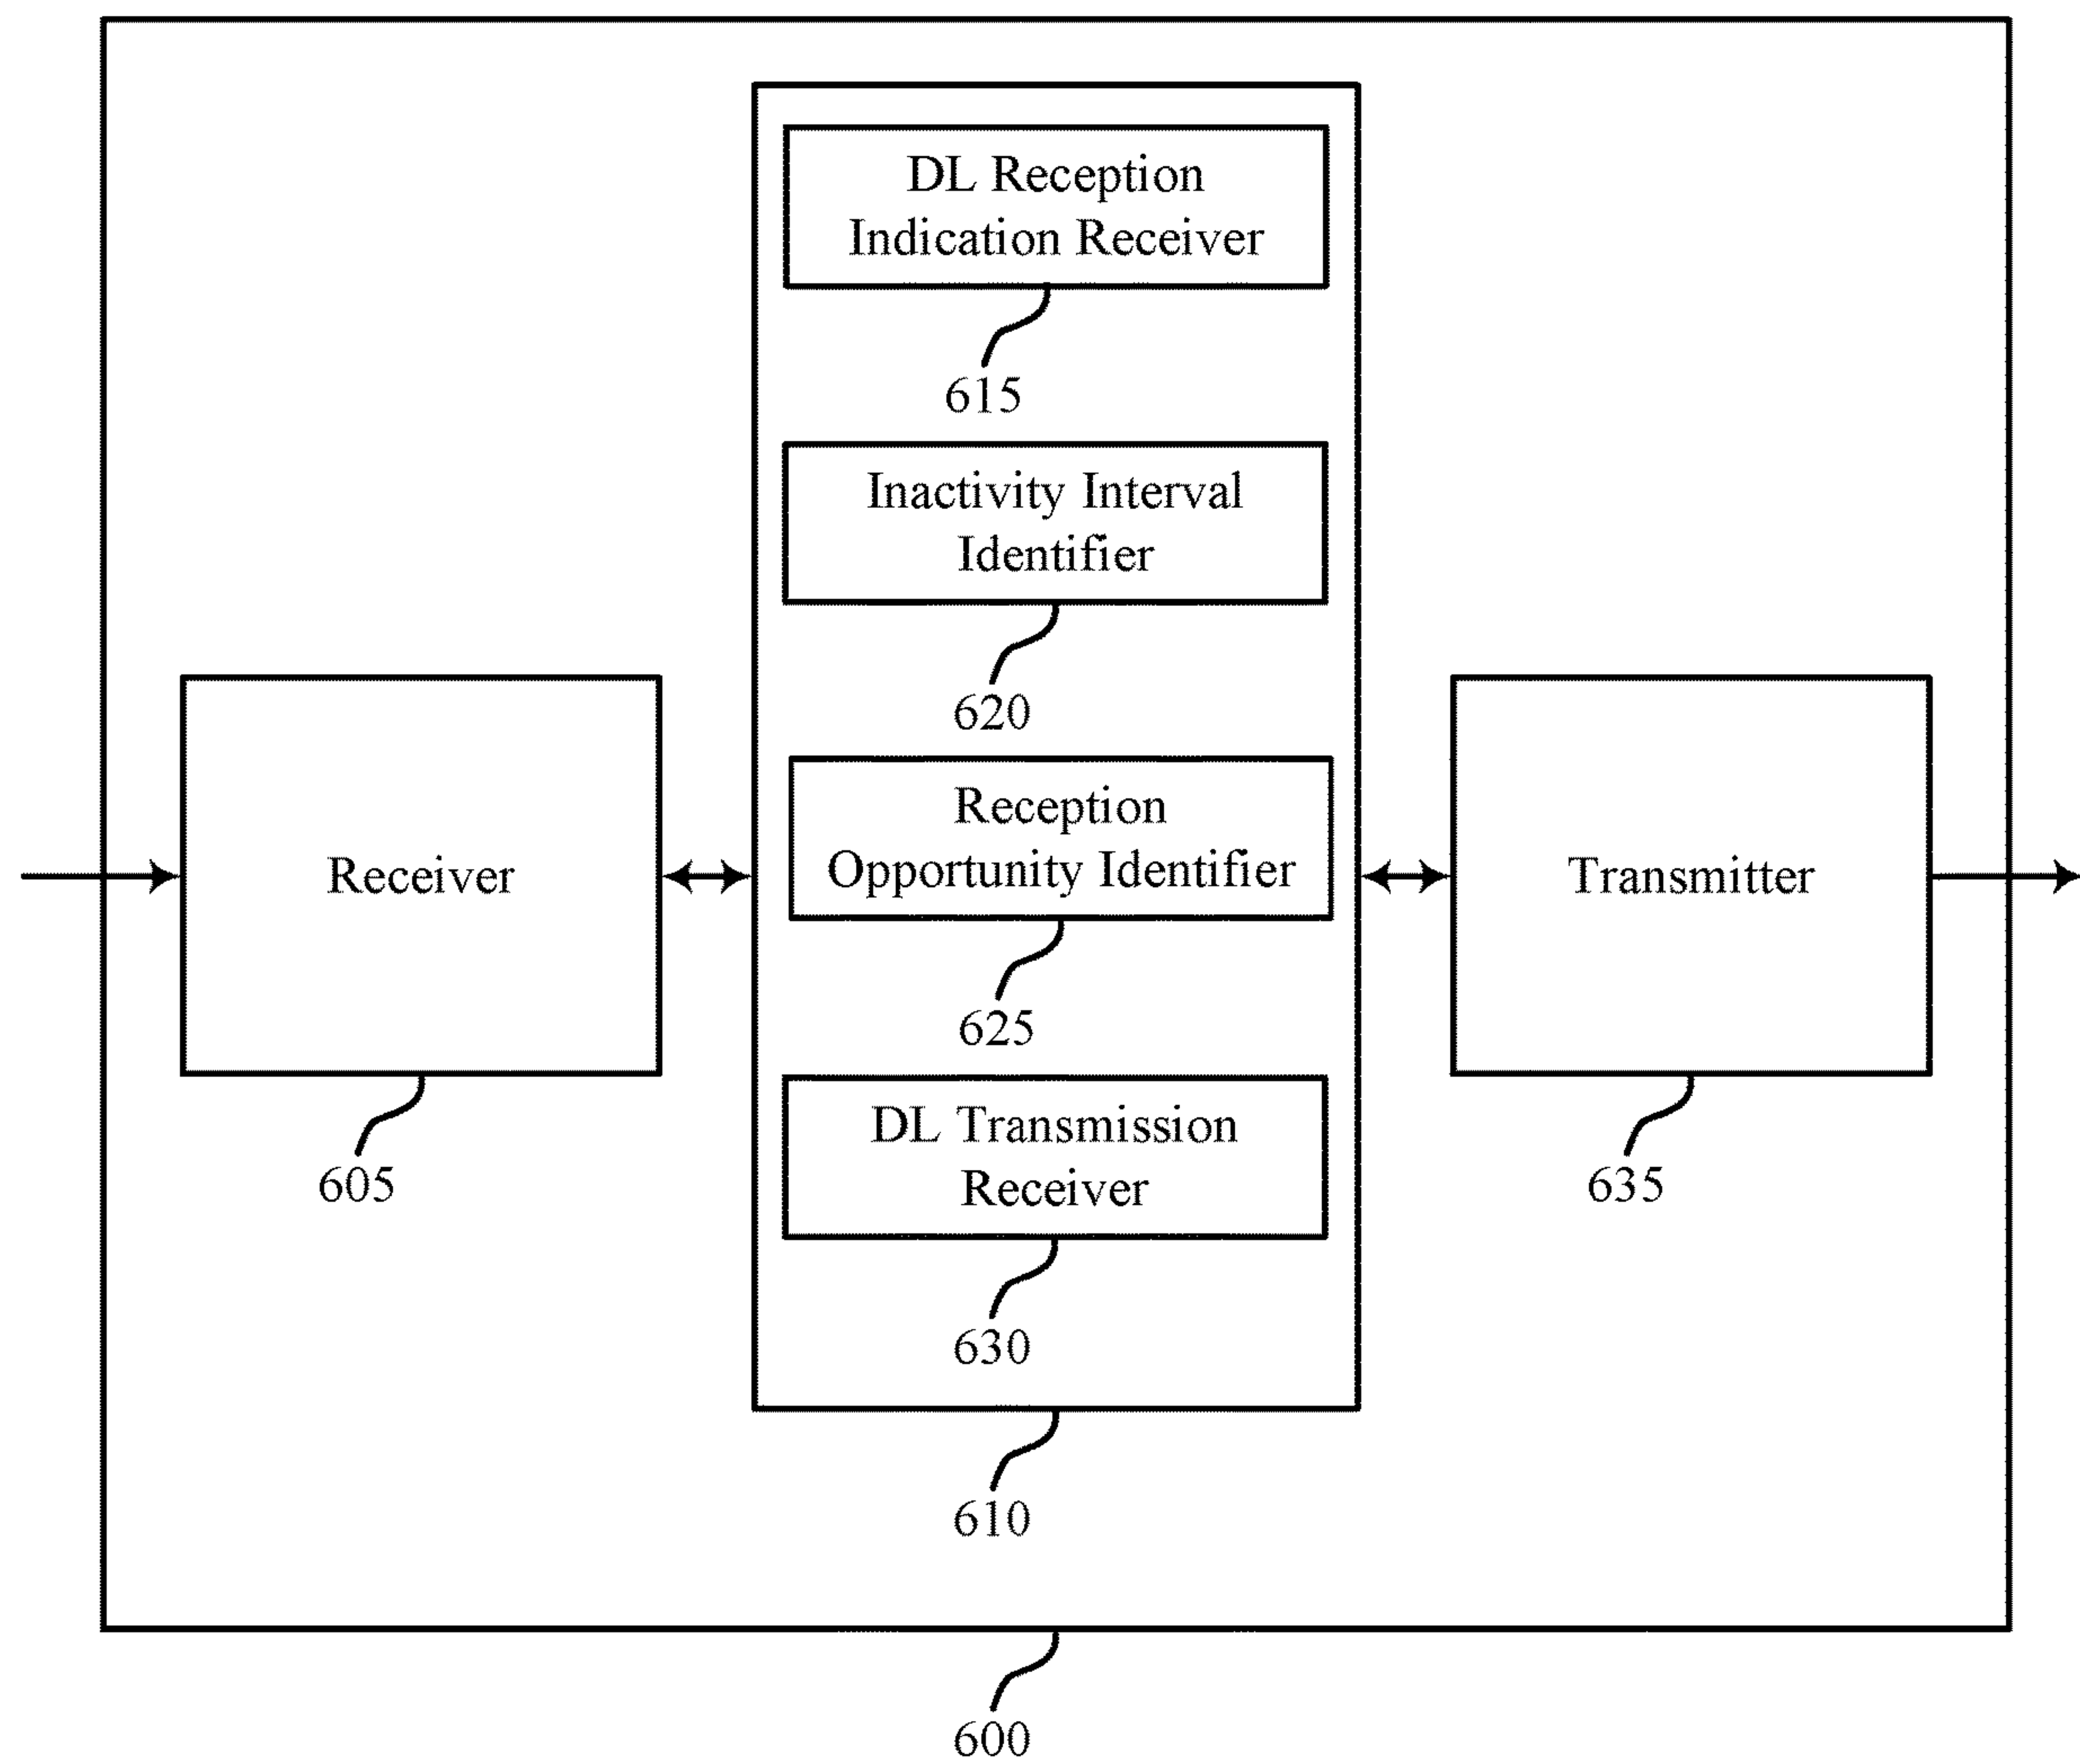 DL Reception
Indication Receiver
615
Inactivity Interval
Identifier
620
Reception
Opportunity Identifier
625
DL Transmission
Receiver
630
610
Receiver
605
Transmitter
635
600